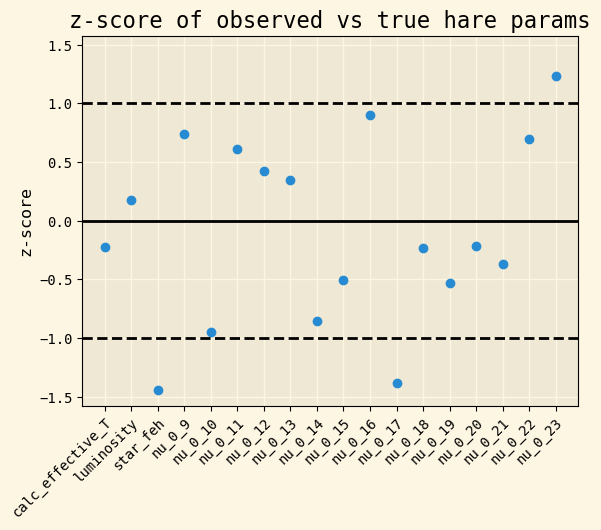 z-score of observed vs true hare params
z-score
1.5
1.0
0.5
0.0
−0.5
−1.0
−1.5
calc_effective_T
luminosity
star_feh
nu_0_9
nu_0_10
nu_0_11
nu_0_12
nu_0_13
nu_0_14
nu_0_15
nu_0_16
nu_0_17
nu_0_18
nu_0_19
nu_0_20
nu_0_21
nu_0_22
nu_0_23